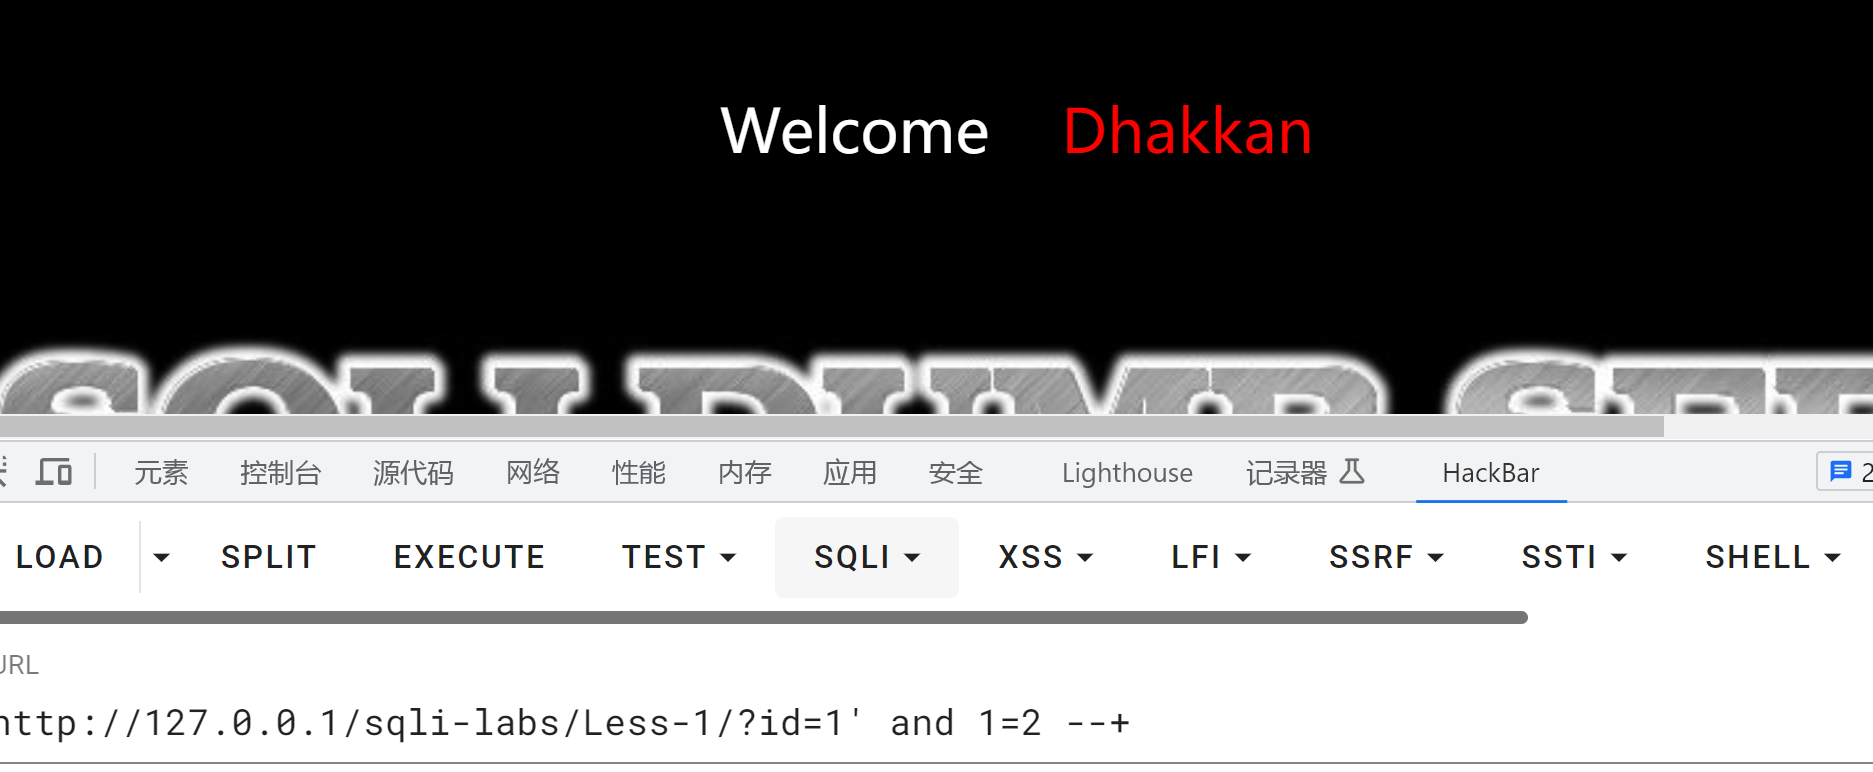 Welcome Dhakkan
元素 控制台 源代码 网络 性能 内存 应用 安全 Lighthouse 记录器 HackBar 2
LOAD SPLIT EXECUTE TEST SQLI XSS LFI SSRF SSTI SHELL
URL
http://127.0.0.1/sqli-labs/Less-1/?id=1' and 1=2 --+